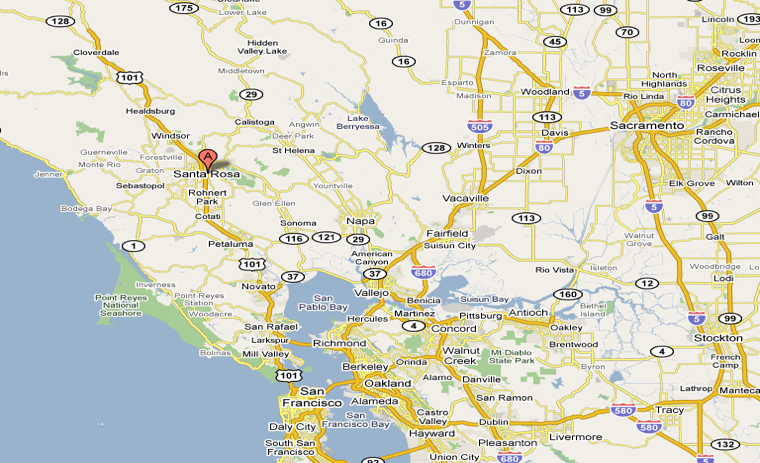 175
Lower Lake
5
128
Dunnigan
113
99
Lincoln
193
Guinda
70
Cloverdale
Hidden
Valley Lake
16
Zamora
45
Loon
Rocklin
Roseville
101
Middletown
16
Esparto
Woodland
5
North
Highlands
Citrus
Heights
29
Madison
Rio Linda
80
Healdsburg
Lake
Berryessa
113
Carmichael
Calistoga
Angwin
505
Davis
Sacramento
Windsor
Deer Park
Rancho
Cordova
Guerneville
Forestville
St Helena
128
Winters
80
Monte Rio
A
Graton
Dixon
Jenner
Santa Rosa
Sebastopol
Yountville
Elk Grove
Wilton
Rohnert
Park
Glen Ellen
Vacaville
5
Bodega Bay
Cotati
Sonoma
Napa
113
99
Fairfield
Walnut
Grove
Galt
1
Petaluma
116
121
29
Suisun City
American
Canyon
101
37
37
680
Rio Vista
Isleton
Woodbridge
Lodi
Inverness
Novato
Vallejo
12
Point Reyes
National
Seashore
Point Reyes
Station
San
Pablo Bay
Benicia
Suisun Bay
160
Bethel
Island
Woodacre
Hercules
Martinez
Pittsburg
Antioch
5
99
San Rafael
4
Concord
Oakley
Larkspur
Richmond
Brentwood
Stockton
Bolinas
Mill Valley
Walnut
Creek
Mt Diablo
State Park
4
French
Camp
Berkeley
Orinda
101
Oakland
Alamo
Danville
Lathrop
Manteca
San
Francisco
Alameda
San Ramon
580
Tracy
San
Francisco Bay
Castro
Valley
Daly City
Dublin
580
Hayward
Livermore
132
South San
Francisco
Pleasanton
Union City
580
92